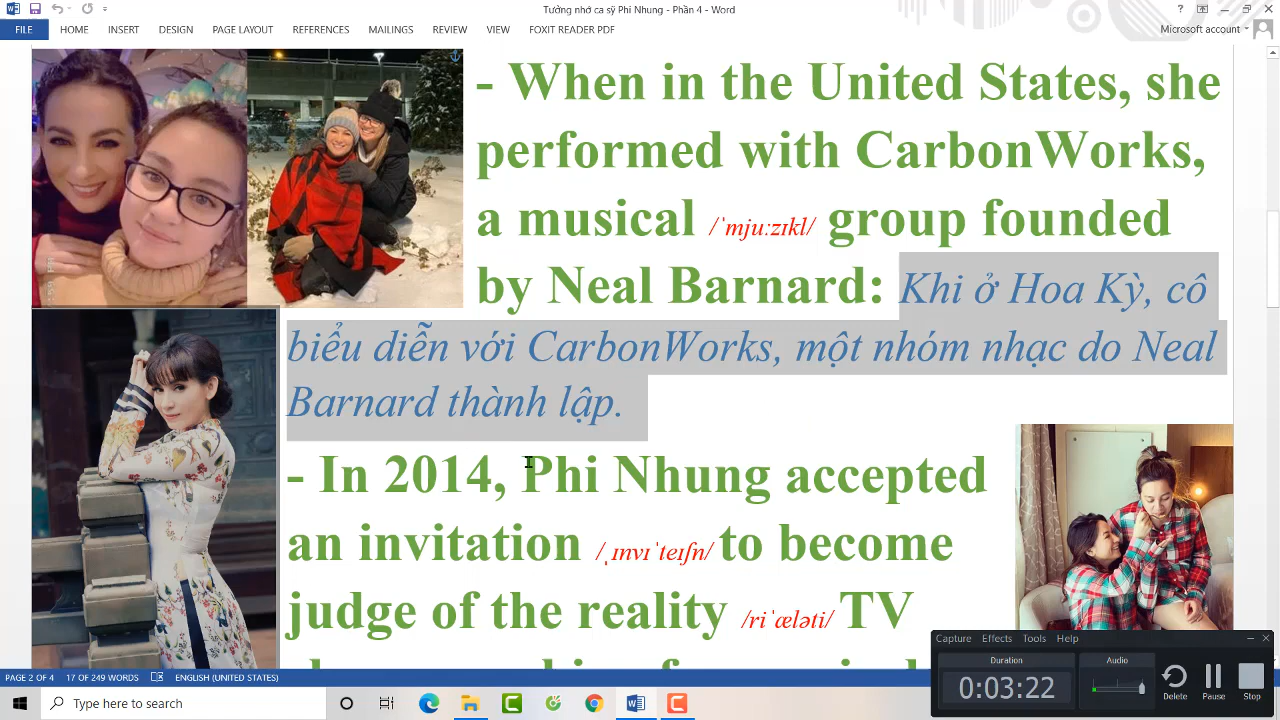 Tưởng nhớ ca sỹ Phi Nhung - Phần 4 - Word
FILE HOME INSERT DESIGN PAGE LAYOUT REFERENCES MAILINGS REVIEW VIEW FOXIT READER PDF Microsoft account
- When in the United States, she
performed with CarbonWorks,
a musical /ˈmjuːzɪkl/ group founded
by Neal Barnard: Khi ở Hoa Kỳ, cô
biểu diễn với CarbonWorks, một nhóm nhạc do Neal
Barnard thành lập.
- In 2014, Phi Nhung accepted
an invitation /ˌɪnvɪˈteɪʃn/ to become
judge of the reality /riˈæləti/ TV
Capture Effects Tools Help
Duration Audio
0:03:22 Delete Pause Stop
PAGE 2 OF 4 17 OF 249 WORDS ENGLISH (UNITED STATES)
Type here to search